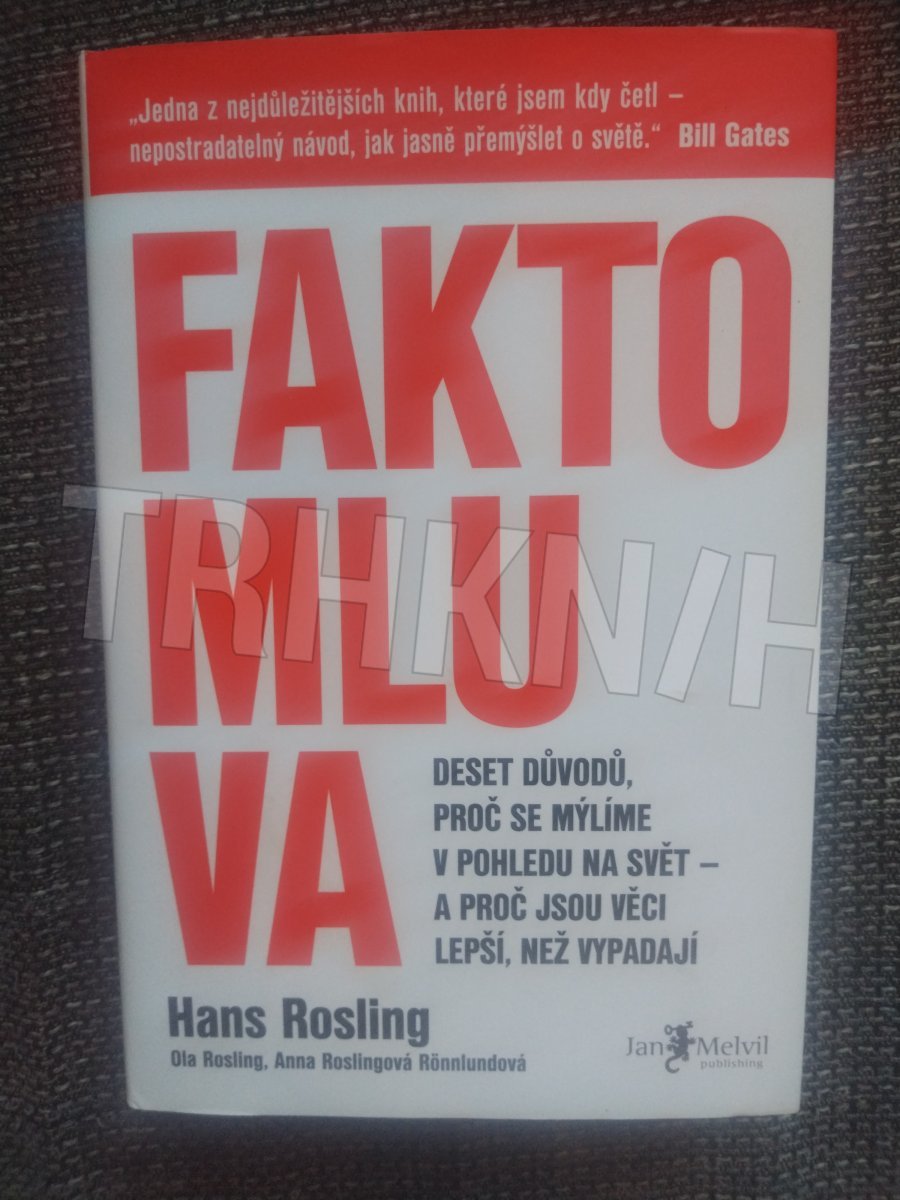 „Jedna z nejdůležitějších knih, které jsem kdy četl –
nepostradatelný návod, jak jasně přemýšlet o světě.“ Bill Gates
FAKTO
MLU
VA
TRHKN/H
DESET DŮVODŮ,
PROČ SE MÝLÍME
V POHLEDU NA SVĚT –
A PROČ JSOU VĚCI
LEPŠÍ, NEŽ VYPADAJÍ
Hans Rosling
Ola Rosling, Anna Roslingová Rönnlundová
Jan Melvil
publishing